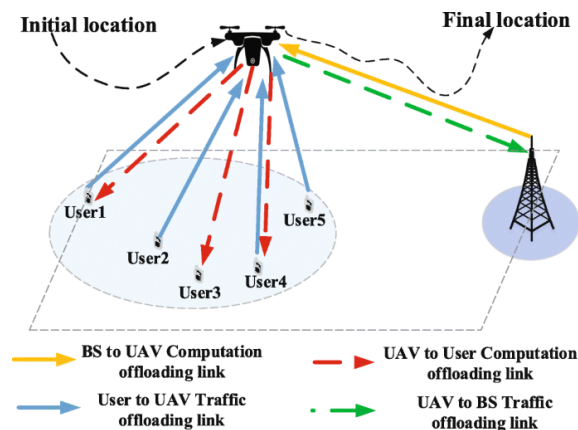 Initial location
Final location
User1
User5
User2
User4
User3
BS to UAV Computation
offloading link
UAV to User Computation
offloading link
User to UAV Traffic
offloading link
UAV to BS Traffic
offloading link